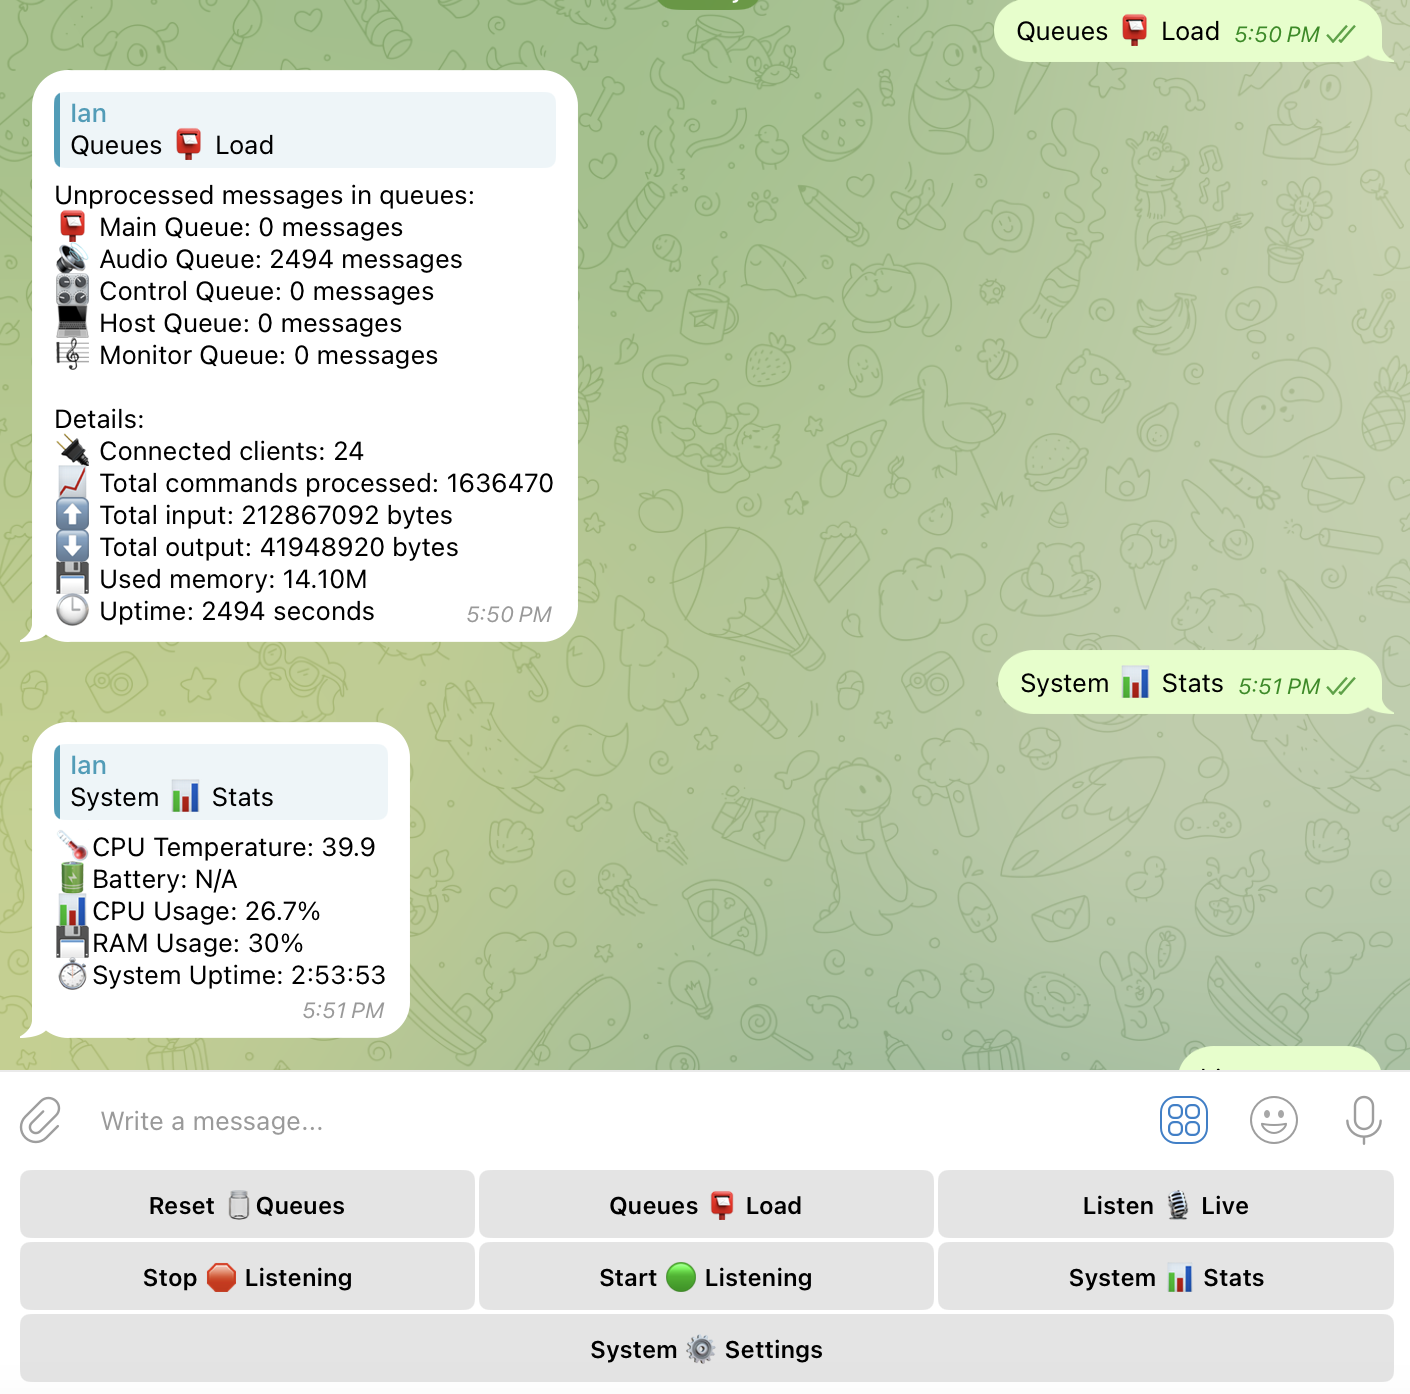 Queues 📮 Load 5:50 PM
Ian
Queues 📮 Load
Unprocessed messages in queues:
📮 Main Queue: 0 messages
🔊 Audio Queue: 2494 messages
🎛 Control Queue: 0 messages
💻 Host Queue: 0 messages
🎼 Monitor Queue: 0 messages
Details:
🔌 Connected clients: 24
📈 Total commands processed: 1636470
⬆️ Total input: 212867092 bytes
⬇️ Total output: 41948920 bytes
💾 Used memory: 14.10M
🕒 Uptime: 2494 seconds 5:50 PM
System 📊 Stats 5:51 PM
Ian
System 📊 Stats
🌡CPU Temperature: 39.9
🔋Battery: N/A
📊CPU Usage: 26.7%
💾RAM Usage: 30%
⏱System Uptime: 2:53:53
5:51 PM
Write a message...
Reset 🫙Queues
Queues 📮 Load
Listen 🎙 Live
Stop 🛑 Listening
Start 🟢 Listening
System 📊 Stats
System ⚙️ Settings